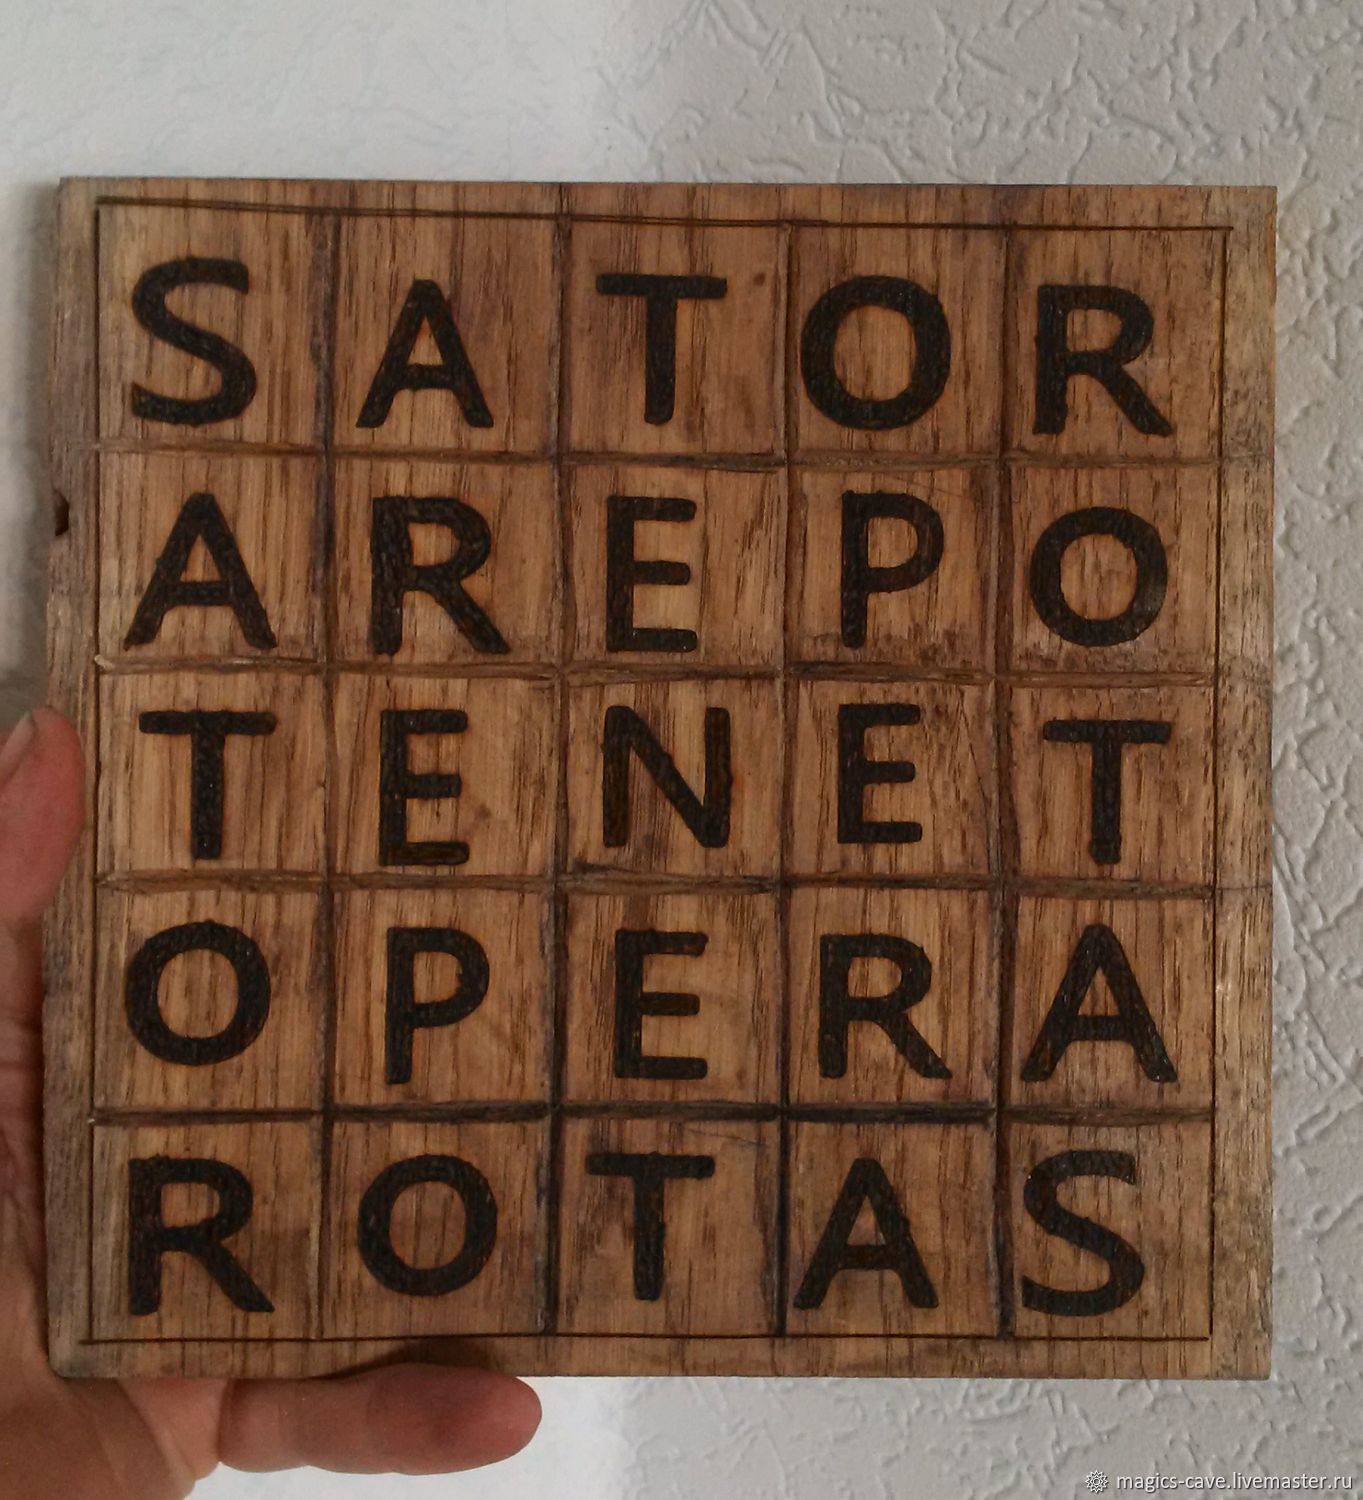 SATOR
AREPO
TENET
OPERA
ROTAS
magics-cave.livemaster.ru